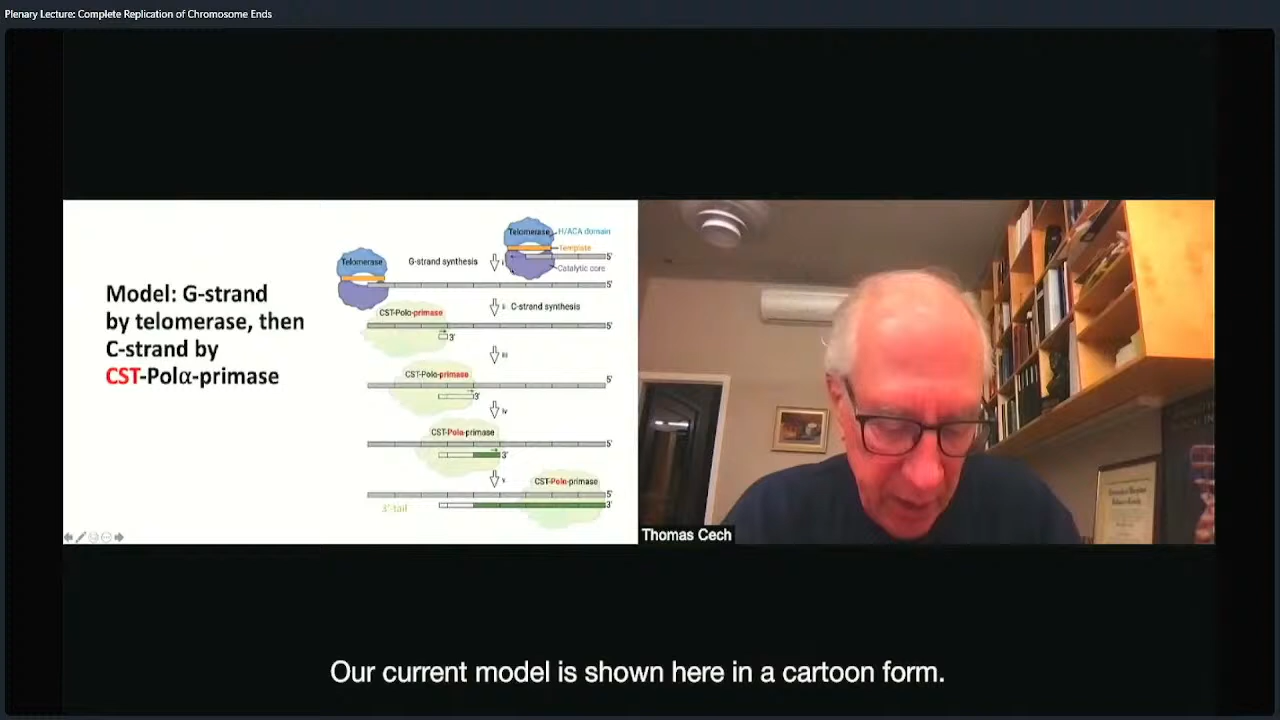 Plenary Lecture: Complete Replication of Chromosome Ends
Model: G-strand
by telomerase, then
C-strand by
CST-Polα-primase
Telomerase
H/ACA domain
Template
5'
Catalytic core
Telomerase
G-strand synthesis
i
5'
CST-Polα-primase
ii
C-strand synthesis
5'
3'
iii
CST-Polα-primase
5'
3'
iv
CST-Polα-primase
5'
3'
v
CST-Polα-primase
5'
3'
3'-tail
Thomas Cech
Our current model is shown here in a cartoon form.